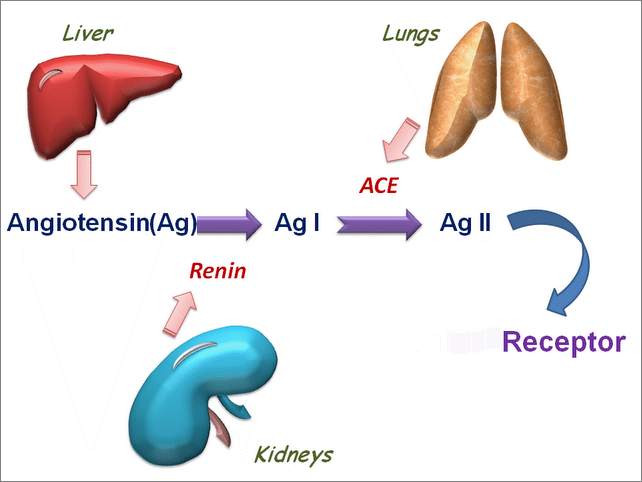 Liver
Lungs
ACE
Angiotensin(Ag)
Ag I
Ag II
Renin
Receptor
Kidneys